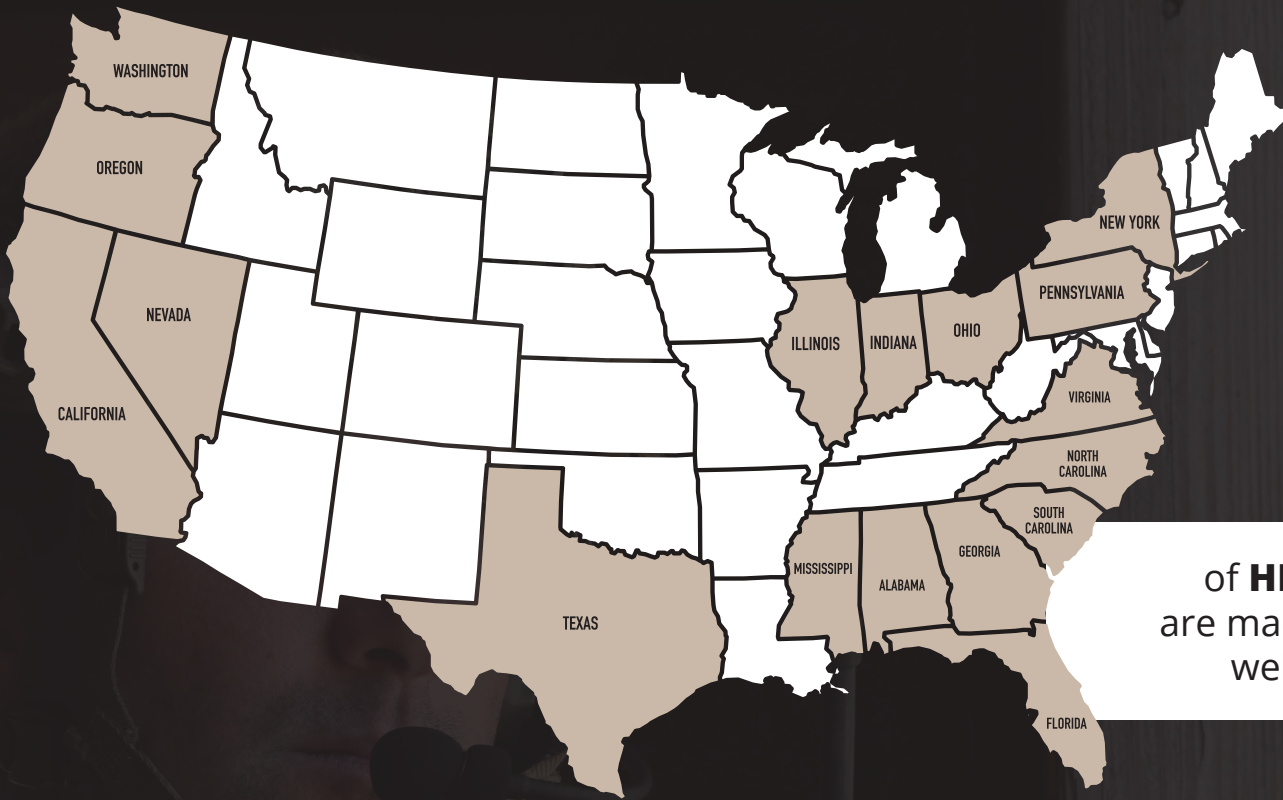 WASHINGTON
OREGON
NEVADA
CALIFORNIA
TEXAS
ILLINOIS
INDIANA
OHIO
NEW YORK
PENNSYLVANIA
VIRGINIA
NORTH
CAROLINA
SOUTH
CAROLINA
GEORGIA
MISSISSIPPI
ALABAMA
FLORIDA
of
are
we